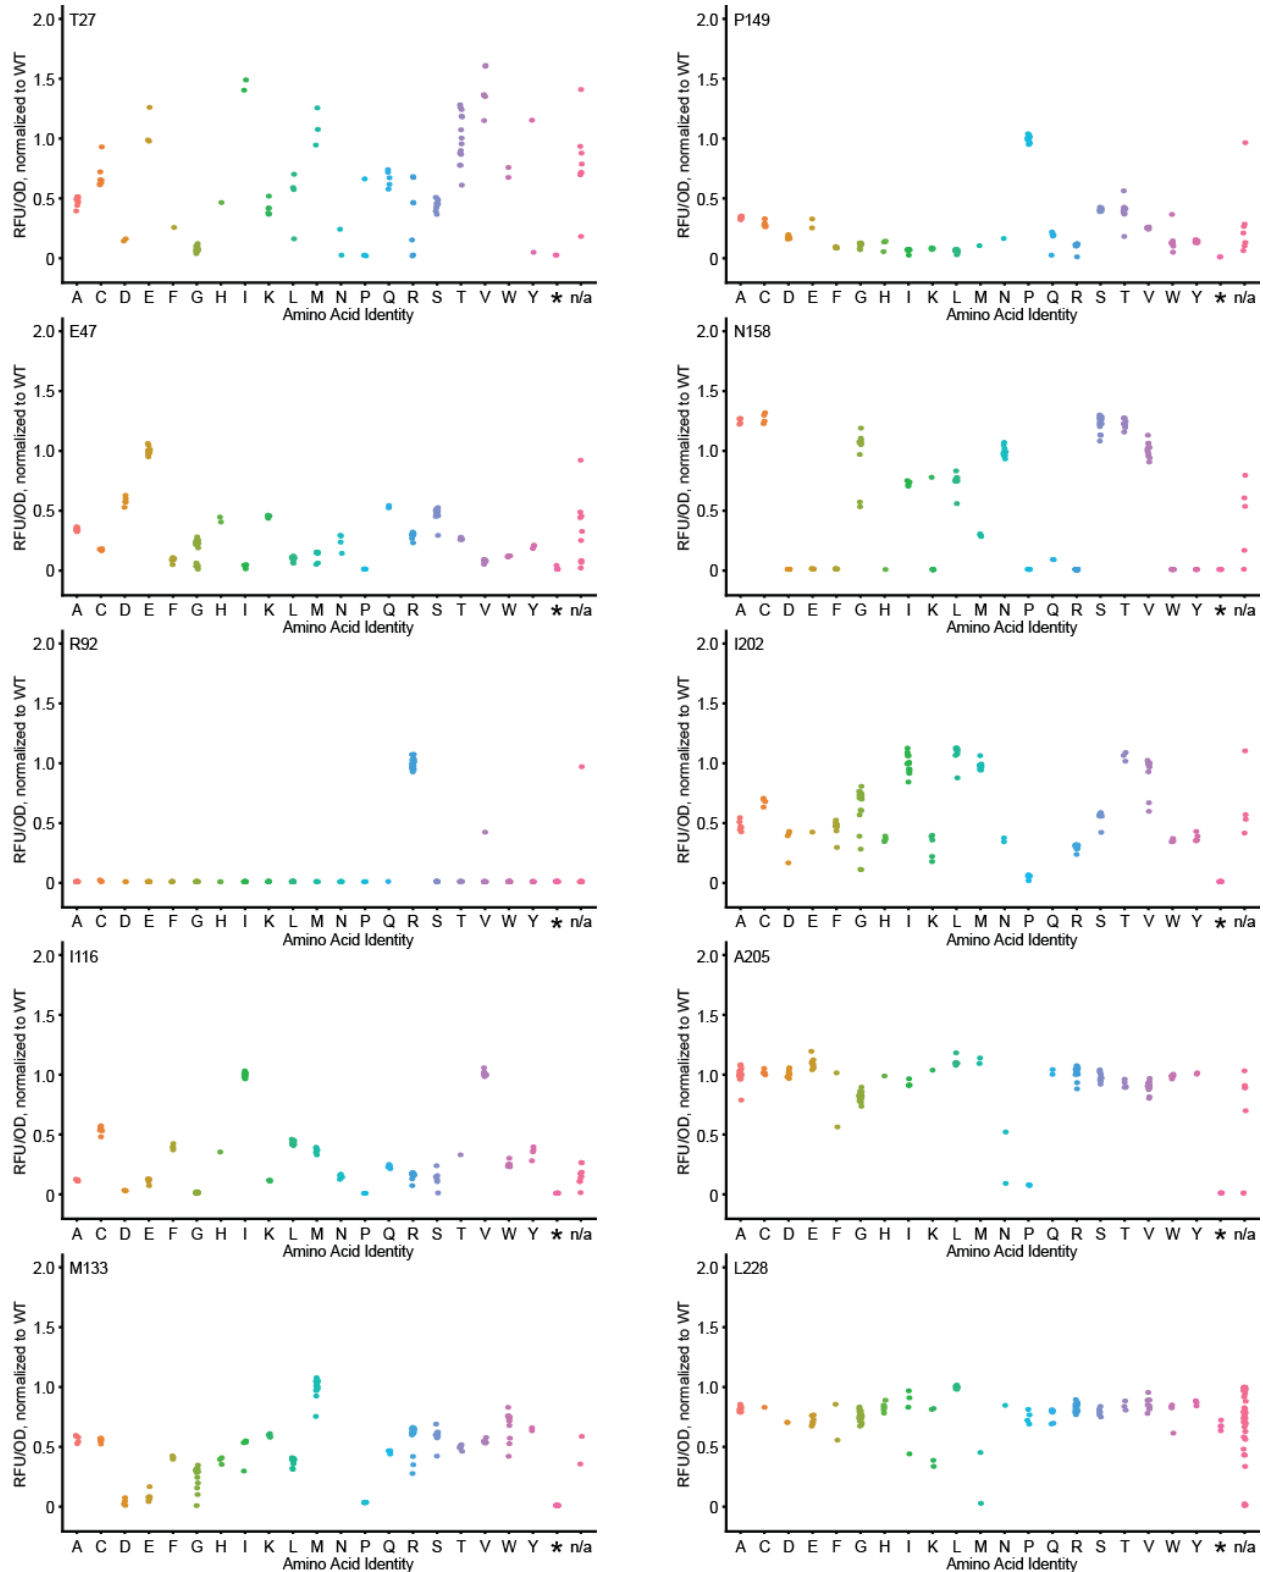 T27
RFU/OD, normalized to WT
2.0
1.5
1.0
0.5
0
A C D E F G H I K L M N P Q R S T V W Y * n/a
Amino Acid Identity
P149
RFU/OD, normalized to WT
2.0
1.5
1.0
0.5
0
A C D E F G H I K L M N P Q R S T V W Y * n/a
Amino Acid Identity
E47
RFU/OD, normalized to WT
2.0
1.5
1.0
0.5
0
A C D E F G H I K L M N P Q R S T V W Y * n/a
Amino Acid Identity
N158
RFU/OD, normalized to WT
2.0
1.5
1.0
0.5
0
A C D E F G H I K L M N P Q R S T V W Y * n/a
Amino Acid Identity
R92
RFU/OD, normalized to WT
2.0
1.5
1.0
0.5
0
A C D E F G H I K L M N P Q R S T V W Y * n/a
Amino Acid Identity
I202
RFU/OD, normalized to WT
2.0
1.5
1.0
0.5
0
A C D E F G H I K L M N P Q R S T V W Y * n/a
Amino Acid Identity
I116
RFU/OD, normalized to WT
2.0
1.5
1.0
0.5
0
A C D E F G H I K L M N P Q R S T V W Y * n/a
Amino Acid Identity
A205
RFU/OD, normalized to WT
2.0
1.5
1.0
0.5
0
A C D E F G H I K L M N P Q R S T V W Y * n/a
Amino Acid Identity
M133
RFU/OD, normalized to WT
2.0
1.5
1.0
0.5
0
A C D E F G H I K L M N P Q R S T V W Y * n/a
Amino Acid Identity
L228
RFU/OD, normalized to WT
2.0
1.5
1.0
0.5
0
A C D E F G H I K L M N P Q R S T V W Y * n/a
Amino Acid Identity